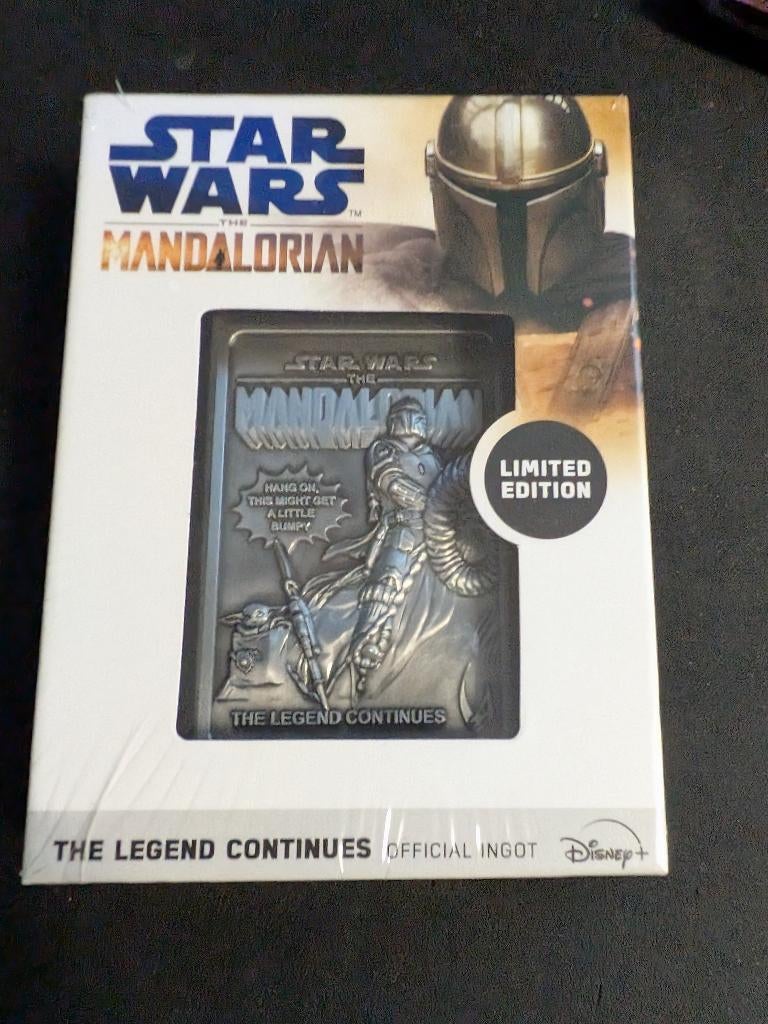 STAR
WARS
TM
THE
MANDALORIAN
STAR WARS
THE
MANDALORIAN
HANG ON,
THIS MIGHT GET
A LITTLE
BUMPY
LIMITED
EDITION
THE LEGEND CONTINUES
THE LEGEND CONTINUES OFFICIAL INGOT Disney+